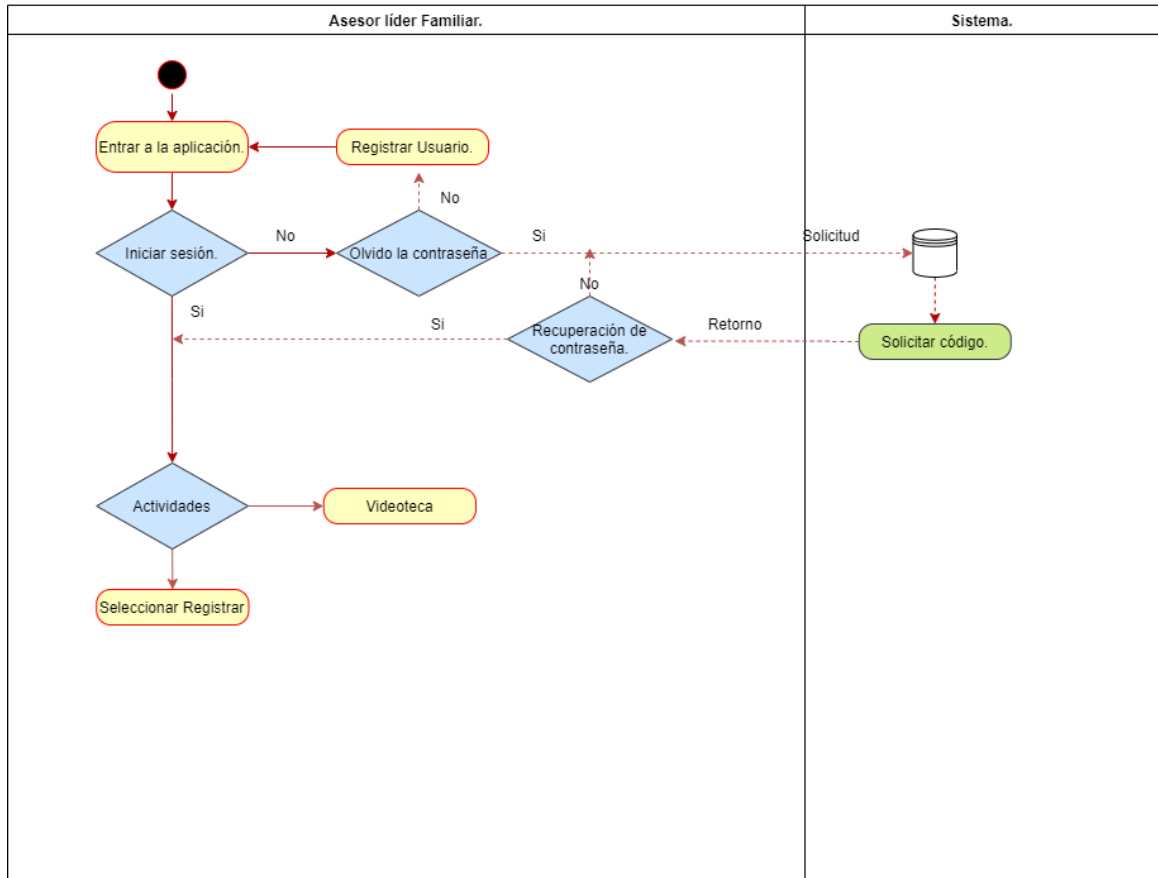 Asesor líder Familiar.
Sistema.
Entrar a la aplicación.
Registrar Usuario.
No
Iniciar sesión.
No
Olvido la contraseña
Si
Solicitud
No
Si
Si
Recuperación de
contraseña.
Retorno
Solicitar código.
Actividades
Videoteca
Seleccionar Registrar